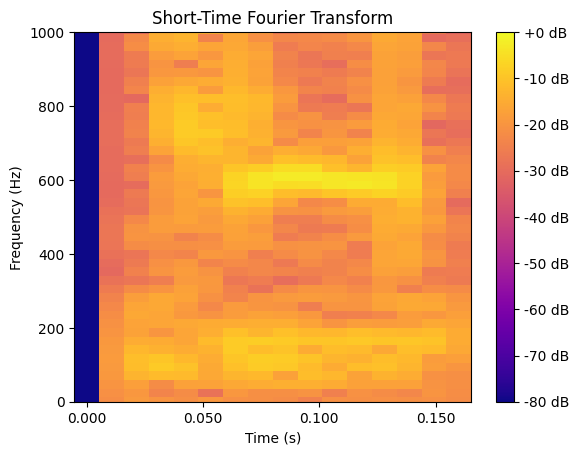 Short-Time Fourier Transform
Frequency (Hz)
1000
800
600
400
200
0
0.000
0.050
0.100
0.150
Time (s)
+0 dB
-10 dB
-20 dB
-30 dB
-40 dB
-50 dB
-60 dB
-70 dB
-80 dB